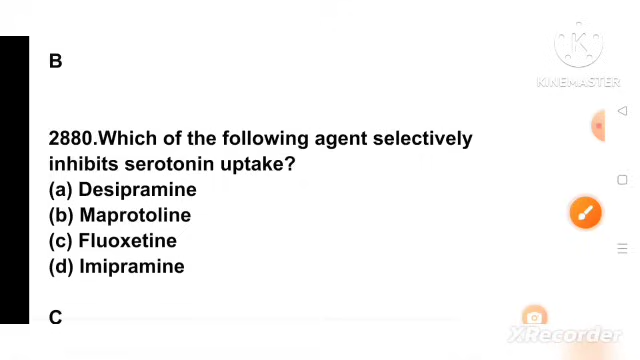 B
K
KINEMASTER
2880.Which of the following agent selectively
inhibits serotonin uptake?
(a) Desipramine
(b) Maprotoline
(c) Fluoxetine
(d) Imipramine
C
XRecorder